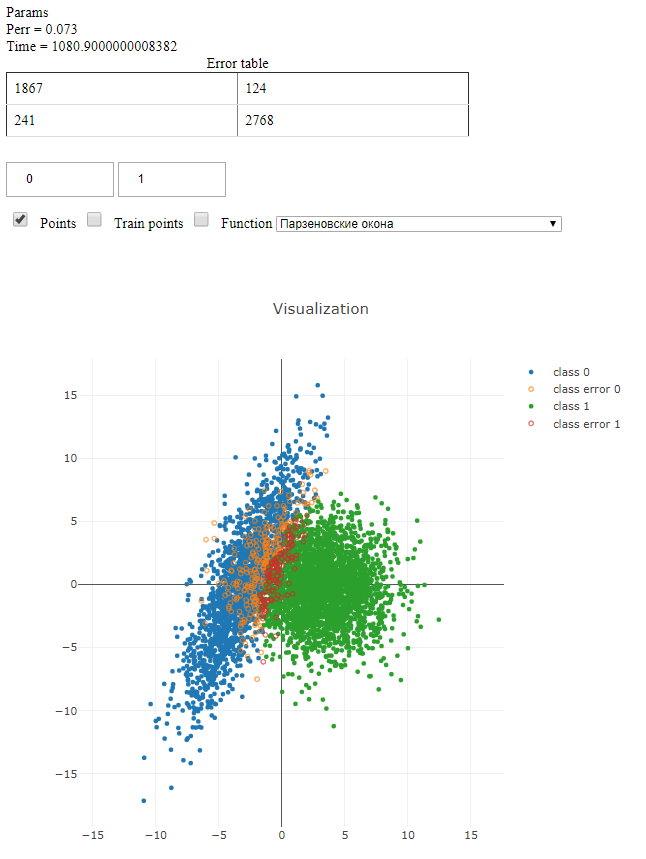 Params
Perr = 0.073
Time = 1080.9000000008382
Error table
1867 124
241 2768
0 1
Points Train points Function Парзеновские окона
Visualization
class 0
class error 0
class 1
class error 1
15
10
5
0
−5
−10
−15
−15 −10 −5 0 5 10 15